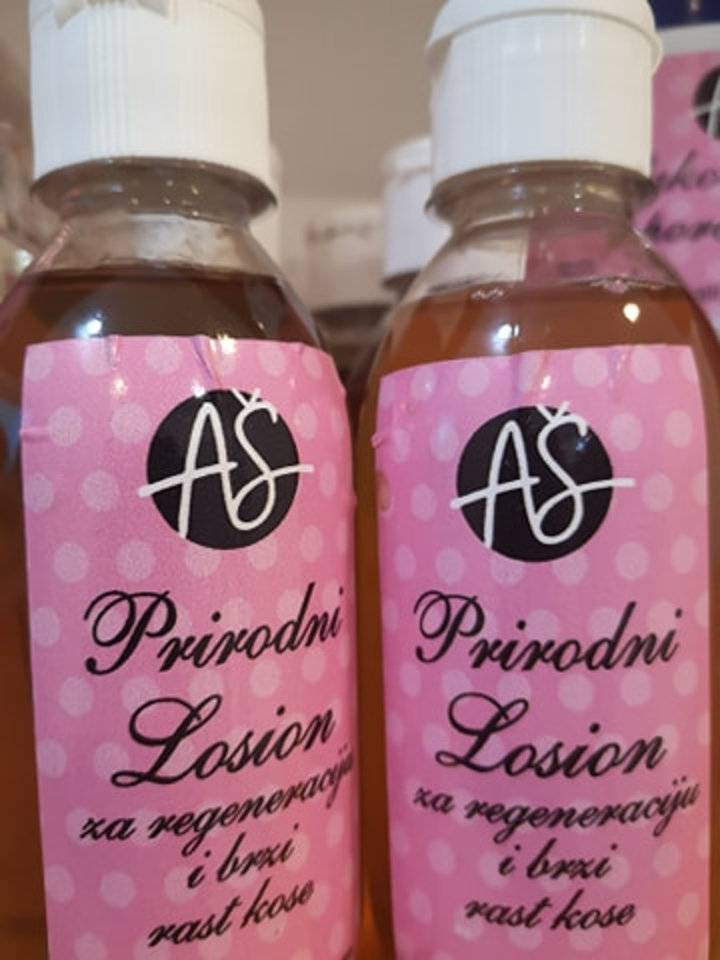 AŠ
Prirodni
Losion
za regeneraciju
i brzi
rast kose
AŠ
Prirodni
Losion
za regeneraciju
i brzi
rast kose